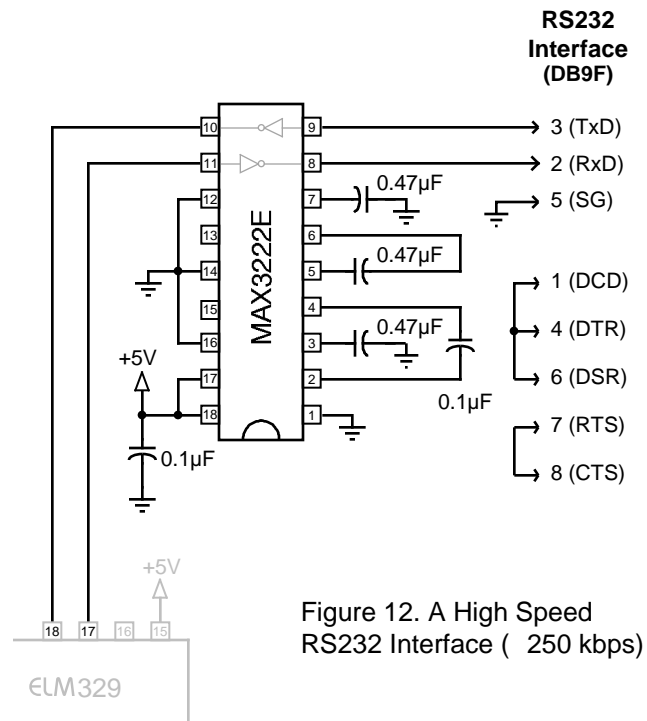 RS232
Interface
(DB9F)
10
9
3 (TxD)
11
8
2 (RxD)
12
7
0.47µF
5 (SG)
13
6
MAX3222E
14
5
0.47µF
1 (DCD)
15
4
4 (DTR)
16
3
0.47µF
+5V
17
2
6 (DSR)
0.1µF
18
1
7 (RTS)
0.1µF
8 (CTS)
+5V
18
17
16
15
ELM329
Figure 12. A High Speed
RS232 Interface ( 250 kbps)